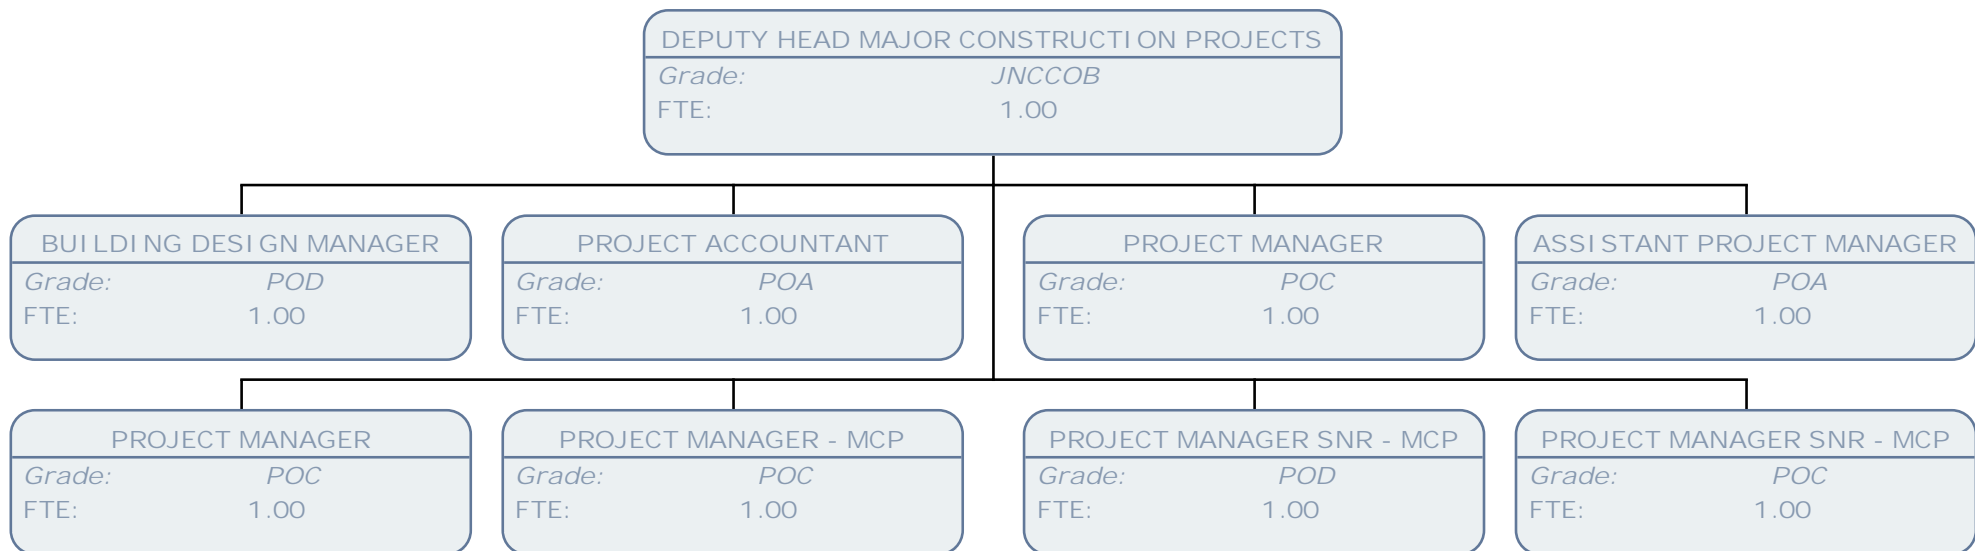 DEPUTY HEAD MAJOR CONSTRUCTION PROJECTS
Grade: JNCCOB
FTE: 1.00
BUILDING DESIGN MANAGER
Grade: POD
FTE: 1.00
PROJECT ACCOUNTANT
Grade: POA
FTE: 1.00
PROJECT MANAGER
Grade: POC
FTE: 1.00
ASSISTANT PROJECT MANAGER
Grade: POA
FTE: 1.00
PROJECT MANAGER
Grade: POC
FTE: 1.00
PROJECT MANAGER - MCP
Grade: POC
FTE: 1.00
PROJECT MANAGER SNR - MCP
Grade: POD
FTE: 1.00
PROJECT MANAGER SNR - MCP
Grade: POC
FTE: 1.00